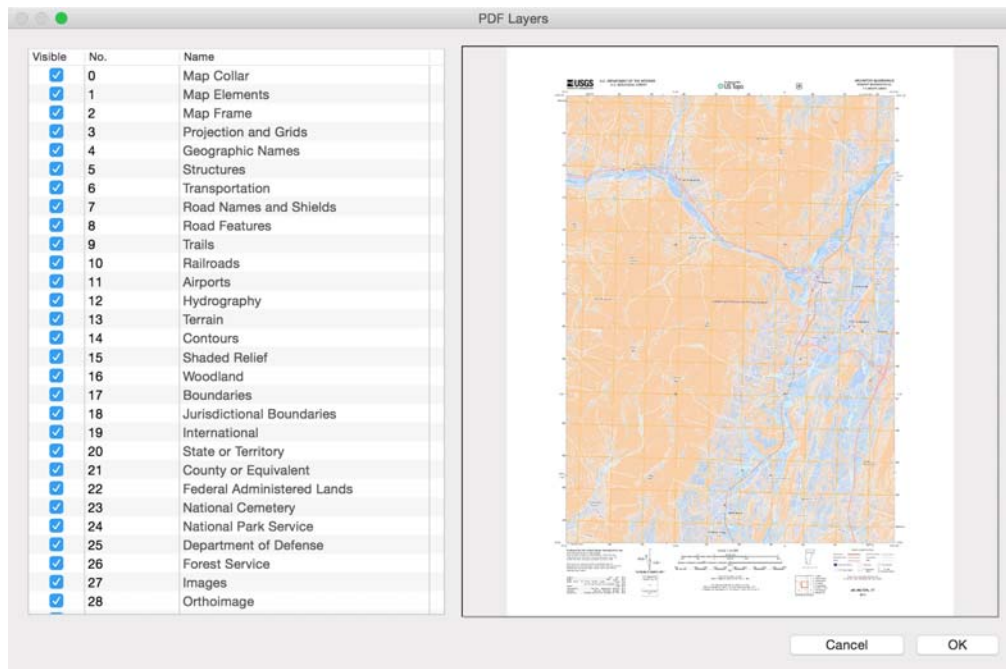 PDF Layers
Visible No. Name
0 Map Collar
1 Map Elements
2 Map Frame
3 Projection and Grids
4 Geographic Names
5 Structures
6 Transportation
7 Road Names and Shields
8 Road Features
9 Trails
10 Railroads
11 Airports
12 Hydrography
13 Terrain
14 Contours
15 Shaded Relief
16 Woodland
17 Boundaries
18 Jurisdictional Boundaries
19 International
20 State or Territory
21 County or Equivalent
22 Federal Administered Lands
23 National Cemetery
24 National Park Service
25 Department of Defense
26 Forest Service
27 Images
28 Orthoimage
USGS
US Topo
Cancel OK